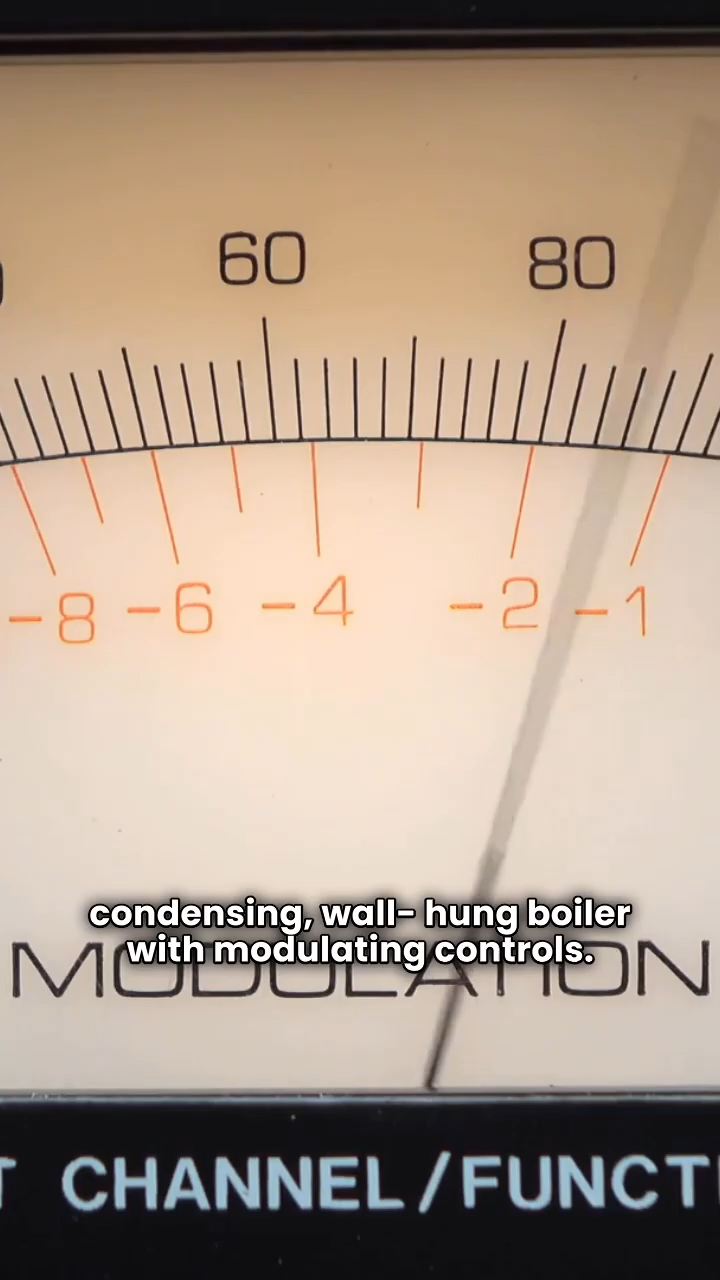 60 80
-8 -6 -4 -2 -1
condensing, wall- hung boiler
with modulating controls.
MODULATION
CHANNEL/FUNCT